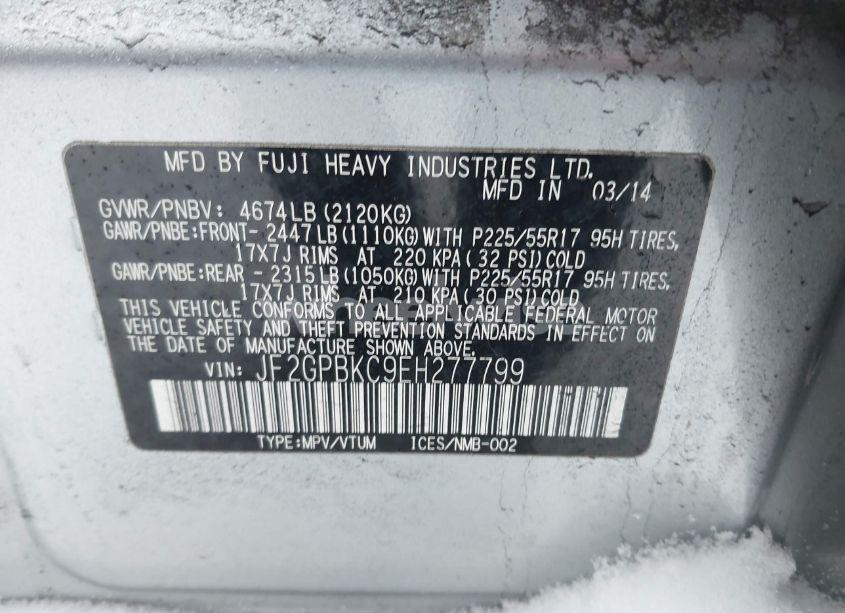 MFD BY FUJI HEAVY INDUSTRIES LTD.
MFD IN 03/14
GVWR/PNBV: 4674LB(2120KG)
GAWR/PNBE:FRONT-2447LB(1110KG)WITH P225/55R17 95H TIRES,
17X7J RIMS AT 220 KPA(32 PSI)COLD
GAWR/PNBE:REAR -2315LB(1050KG)WITH P225/55R17 95H TIRES,
17X7J RIMS AT 210 KPA(30 PSI)COLD
THIS VEHICLE CONFORMS TO ALL APPLICABLE FEDERAL MOTOR
VEHICLE SAFETY AND THEFT PREVENTION STANDARDS IN EFFECT ON
THE DATE OF MANUFACTURE SHOWN ABOVE.
VIN: JF2GPBKC9EH277799
TYPE:MPV/VTUM ICES/NMB-002